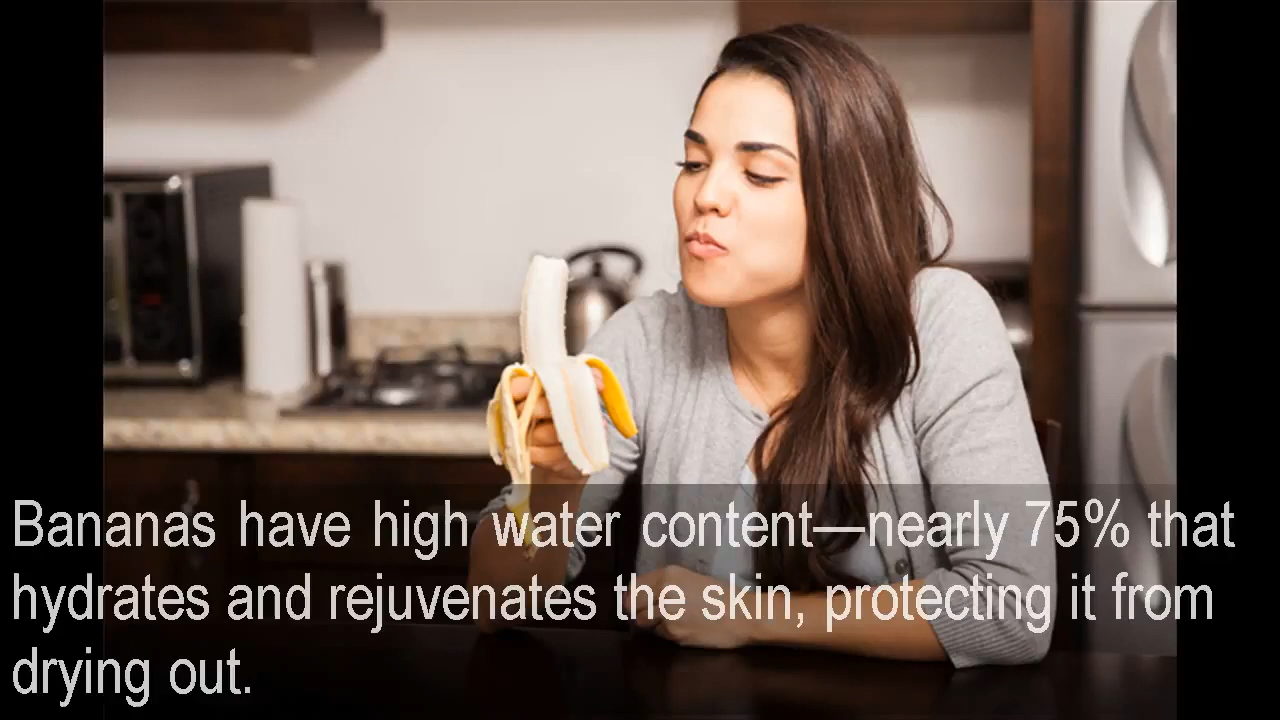 Bananas have high water content—nearly 75% that
hydrates and rejuvenates the skin, protecting it from
drying out.